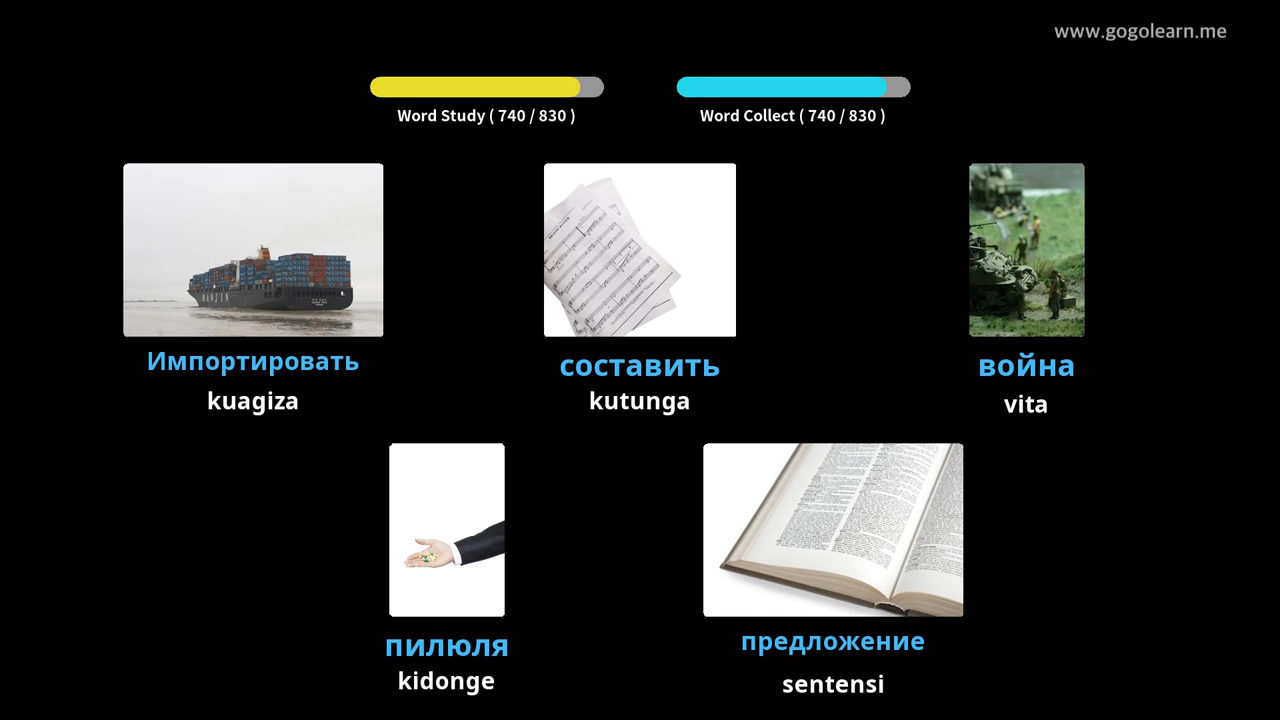 www.gogolearn.me
Word Study ( 740 / 830 )
Word Collect ( 740 / 830 )
Импортировать
kuagiza
составить
kutunga
война
vita
пилюля
kidonge
предложение
sentensi